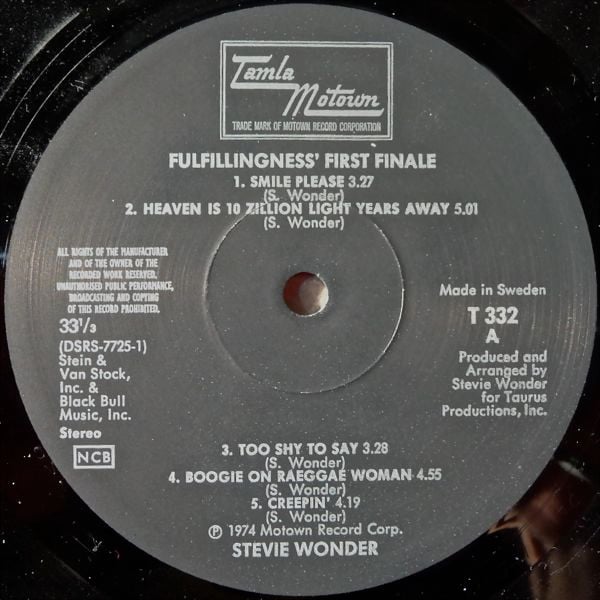 Tamla
Motown
TRADE MARK OF MOTOWN RECORD CORPORATION
FULFILLINGNESS' FIRST FINALE
1. SMILE PLEASE 3.27
(S. Wonder)
2. HEAVEN IS 10 ZILLION LIGHT YEARS AWAY 5.01
(S. Wonder)
ALL RIGHTS OF THE MANUFACTURER
AND OF THE OWNER OF THE
RECORDED WORK RESERVED.
UNAUTHORISED PUBLIC PERFORMANCE,
BROADCASTING AND COPYING
OF THIS RECORD PROHIBITED.
33 1/3
(DSRS-7725-1)
Stein &
Van Stock,
Inc. &
Black Bull
Music, Inc.
Stereo
NCB
Made in Sweden
T 332
A
Produced and
Arranged by
Stevie Wonder
for Taurus
Productions, Inc.
3. TOO SHY TO SAY 3.28
(S. Wonder)
4. BOOGIE ON RAEGGAE WOMAN 4.55
(S. Wonder)
5. CREEPIN' 4.19
(S. Wonder)
℗ 1974 Motown Record Corp.
STEVIE WONDER